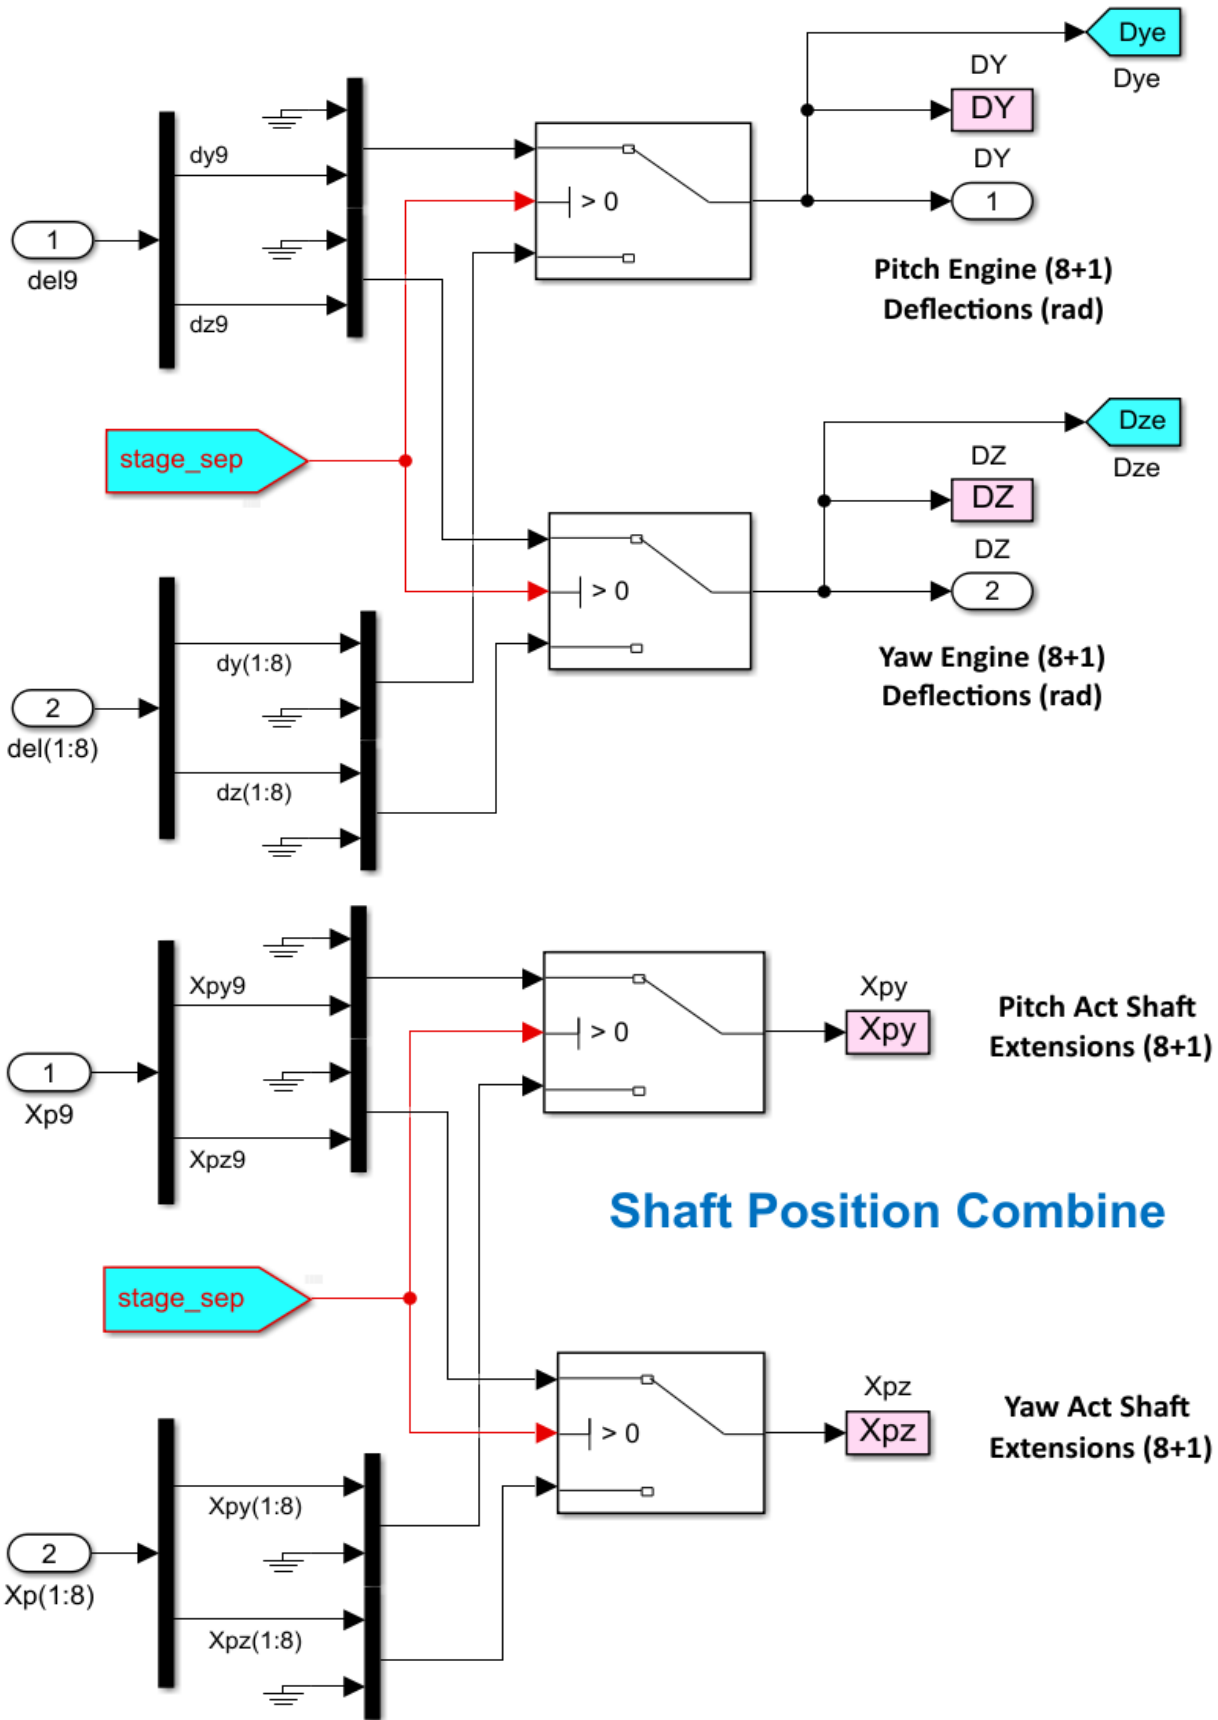 Dye
Dye
DY
DY
DY
1
dy9
> 0
1
del9
dz9
Pitch Engine (8+1)
Deflections (rad)
stage_sep
Dze
Dze
DZ
DZ
DZ
2
> 0
dy(1:8)
2
del(1:8)
dz(1:8)
Yaw Engine (8+1)
Deflections (rad)
Xpy9
1
Xp9
Xpz9
> 0
Xpy
Xpy
Pitch Act Shaft
Extensions (8+1)
Shaft Position Combine
stage_sep
> 0
Xpz
Xpz
Yaw Act Shaft
Extensions (8+1)
Xpy(1:8)
2
Xp(1:8)
Xpz(1:8)